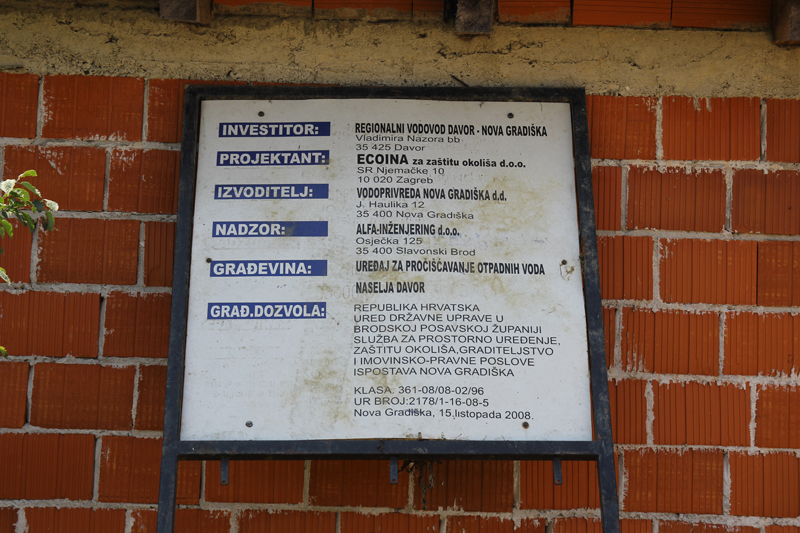 INVESTITOR: REGIONALNI VODOVOD DAVOR - NOVA GRADIŠKA
Vladimira Nazora bb
35 425 Davor
PROJEKTANT: ECOINA za zaštitu okoliša d.o.o.
SR Njemačke 10
10 020 Zagreb
IZVODITELJ: VODOPRIVREDA NOVA GRADIŠKA d.d.
J. Haulika 12
35 400 Nova Gradiška
NADZOR: ALFA-INŽENJERING d.o.o.
Osječka 125
35 400 Slavonski Brod
GRAĐEVINA: UREĐAJ ZA PROČIŠĆAVANJE OTPADNIH VODA
NASELJA DAVOR
GRAĐ.DOZVOLA: REPUBLIKA HRVATSKA
URED DRŽAVNE UPRAVE U
BRODSKOJ POSAVSKOJ ŽUPANIJI
SLUŽBA ZA PROSTORNO UREĐENJE,
ZAŠTITU OKOLIŠA,GRADITELJSTVO
I IMOVINSKO-PRAVNE POSLOVE
ISPOSTAVA NOVA GRADIŠKA
KLASA: 361-08/08-02/96
UR BROJ:2178/1-16-08-5
Nova Gradiška, 15.listopada 2008.